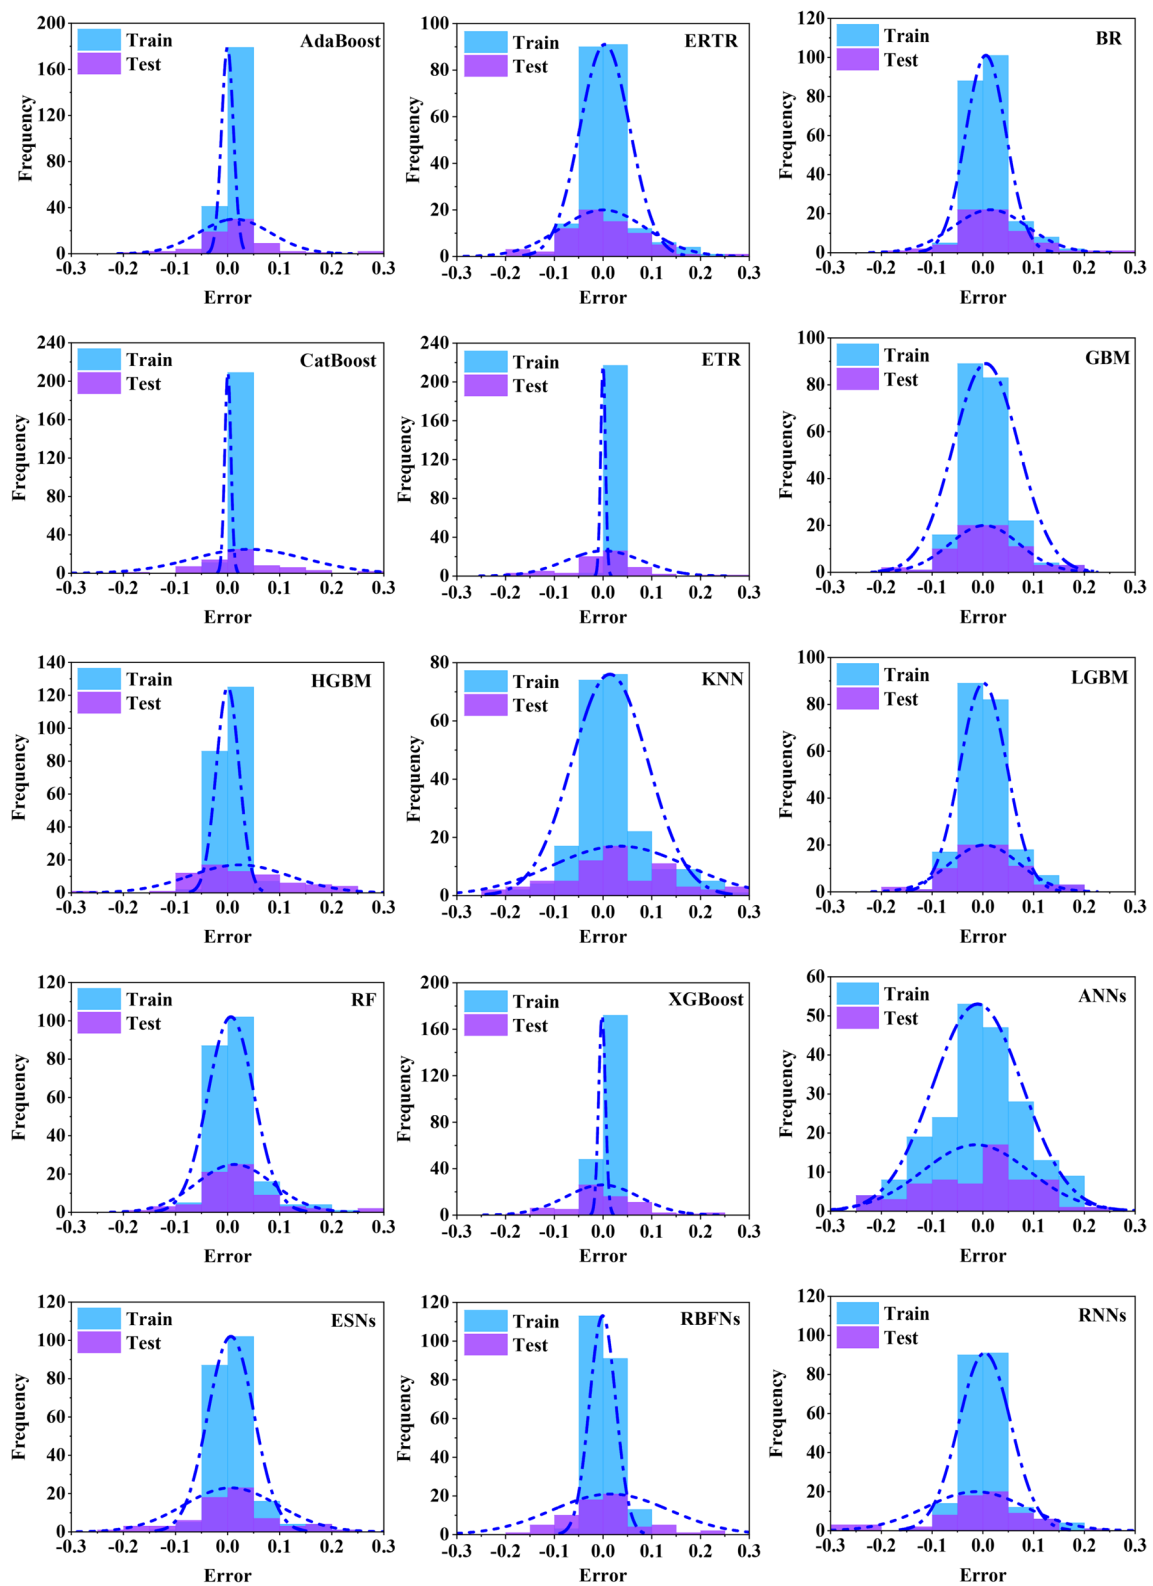 200 Train AdaBoost
160 Test
120
80
40
0
Frequency
-0.3 -0.2 -0.1 0.0 0.1 0.2 0.3
Error
100 Train ERTR
80 Test
60
40
20
0
Frequency
-0.3 -0.2 -0.1 0.0 0.1 0.2 0.3
Error
120 Train BR
100 Test
80
60
40
20
0
Frequency
-0.3 -0.2 -0.1 0.0 0.1 0.2 0.3
Error
240 Train CatBoost
200 Test
160
120
80
40
0
Frequency
-0.3 -0.2 -0.1 0.0 0.1 0.2 0.3
Error
240 Train ETR
200 Test
160
120
80
40
0
Frequency
-0.3 -0.2 -0.1 0.0 0.1 0.2 0.3
Error
100 Train GBM
80 Test
60
40
20
0
Frequency
-0.3 -0.2 -0.1 0.0 0.1 0.2 0.3
Error
140 Train HGBM
120 Test
100
80
60
40
20
0
Frequency
-0.3 -0.2 -0.1 0.0 0.1 0.2 0.3
Error
80 Train KNN
60 Test
40
20
0
Frequency
-0.3 -0.2 -0.1 0.0 0.1 0.2 0.3
Error
100 Train LGBM
80 Test
60
40
20
0
Frequency
-0.3 -0.2 -0.1 0.0 0.1 0.2 0.3
Error
120 Train RF
100 Test
80
60
40
20
0
Frequency
-0.3 -0.2 -0.1 0.0 0.1 0.2 0.3
Error
200 Train XGBoost
160 Test
120
80
40
0
Frequency
-0.3 -0.2 -0.1 0.0 0.1 0.2 0.3
Error
60 Train ANNs
50 Test
40
30
20
10
0
Frequency
-0.3 -0.2 -0.1 0.0 0.1 0.2 0.3
Error
120 Train ESNs
100 Test
80
60
40
20
0
Frequency
-0.3 -0.2 -0.1 0.0 0.1 0.2 0.3
Error
120 Train RBFNs
100 Test
80
60
40
20
0
Frequency
-0.3 -0.2 -0.1 0.0 0.1 0.2 0.3
Error
120 Train RNNs
100 Test
80
60
40
20
0
Frequency
-0.3 -0.2 -0.1 0.0 0.1 0.2 0.3
Error